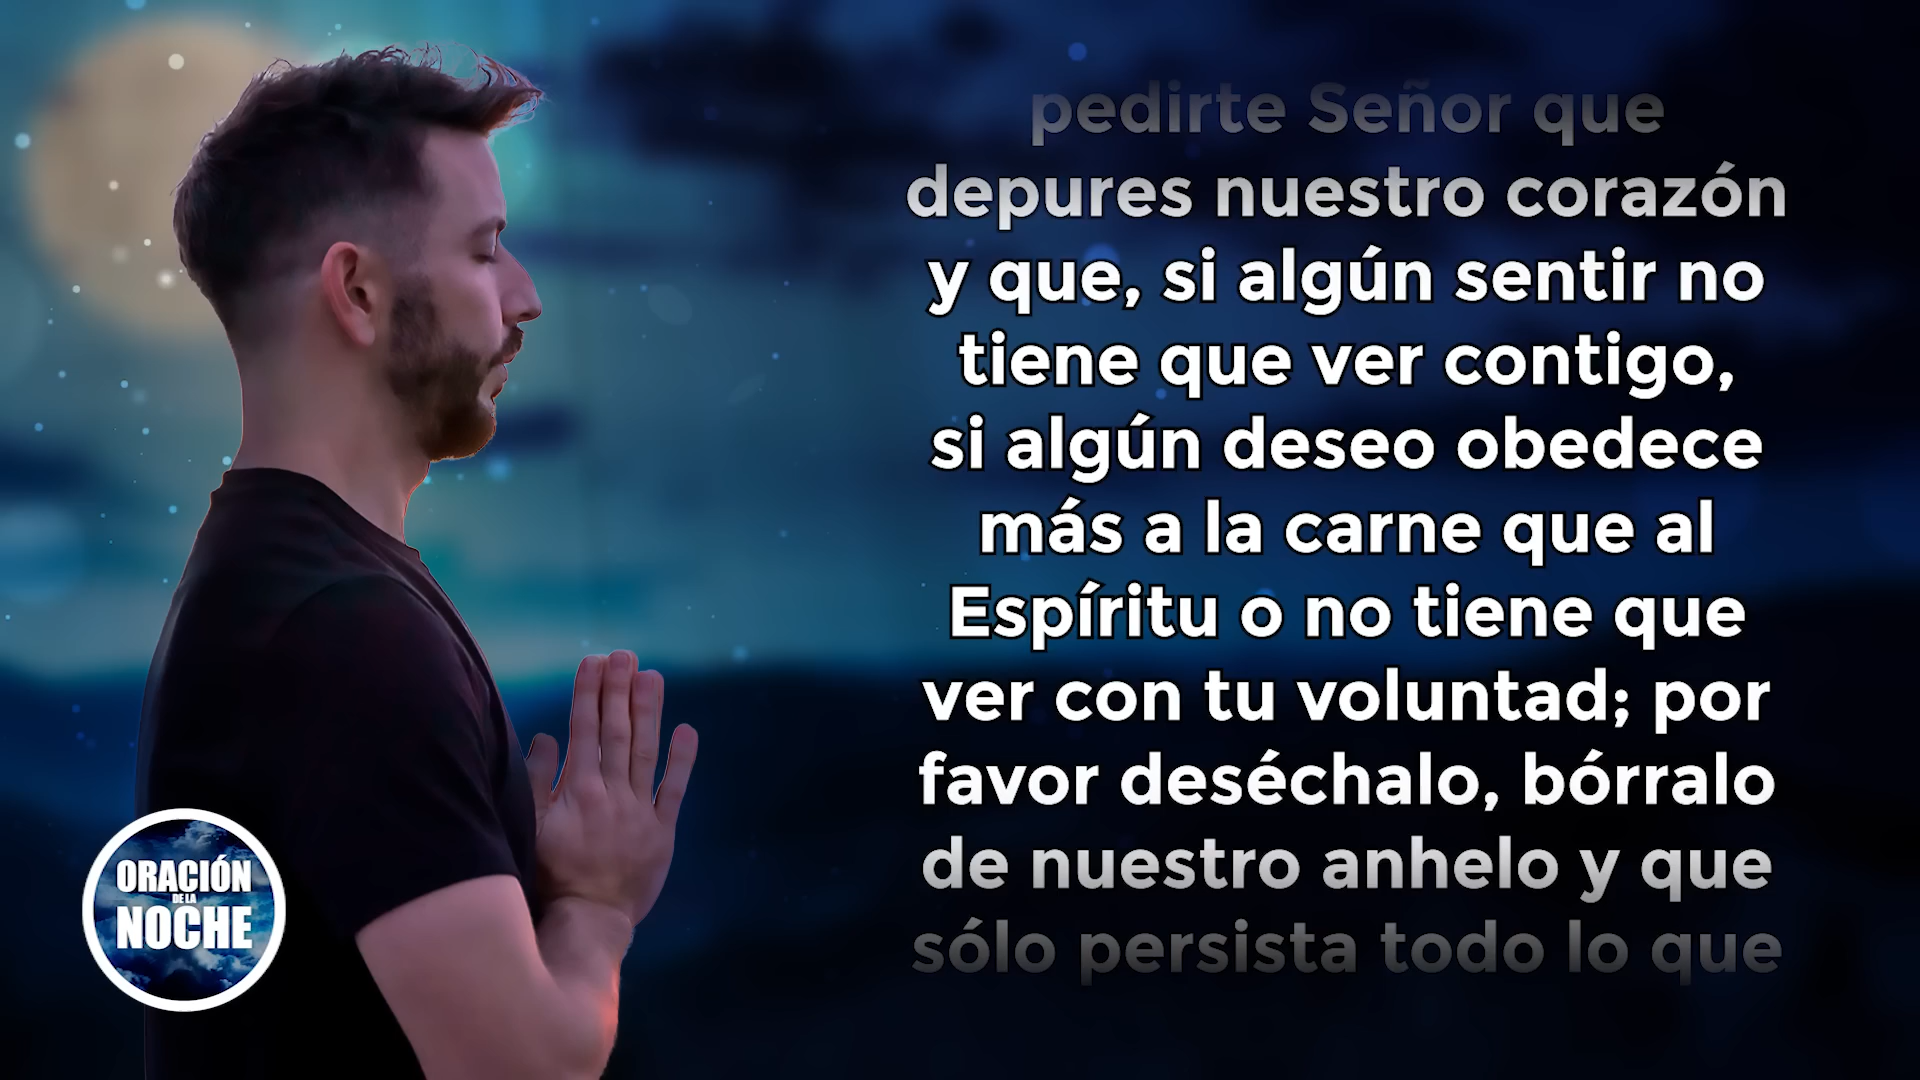 pedirte Señor que
depures nuestro corazón
y que, si algún sentir no
tiene que ver contigo,
si algún deseo obedece
más a la carne que al
Espíritu o no tiene que
ver con tu voluntad; por
favor deséchalo, bórralo
de nuestro anhelo y que
sólo persista todo lo que
ORACIÓN
DE LA
NOCHE